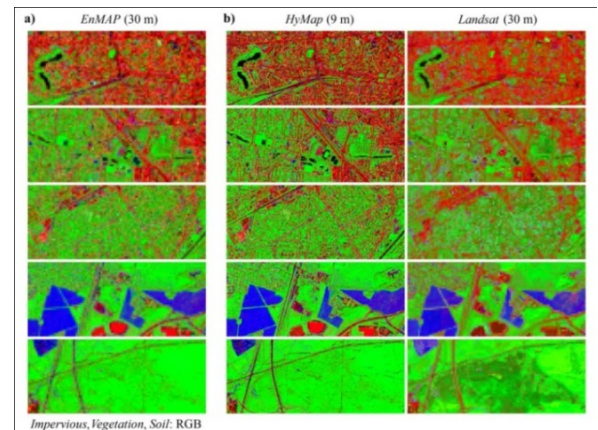 a) EnMAP (30 m) b) HyMap (9 m) Landsat (30 m)
Impervious, Vegetation, Soil: RGB